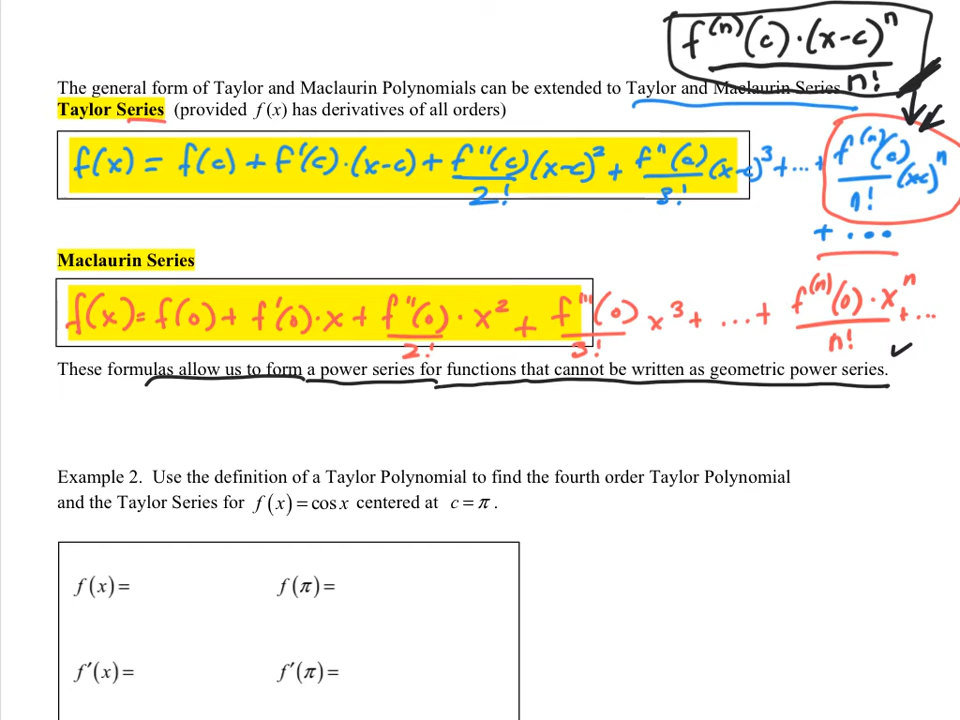 f⁽ⁿ⁾(c)·(x-c)ⁿ
n!
The general form of Taylor and Maclaurin Polynomials can be extended to Taylor and Maclaurin Series
Taylor Series (provided f(x) has derivatives of all orders)
f(x) = f(c) + f'(c)·(x-c) + f''(c)/2! (x-c)² + f'''(c)/3! (x-c)³ + ... + f⁽ⁿ⁾(c)/n! (x-c)ⁿ
+ ...
Maclaurin Series
f(x) = f(0) + f'(0)·x + f''(0)/2! · x² + f'''(0)/3! x³ + ... + f⁽ⁿ⁾(0)·xⁿ/n! + ...
These formulas allow us to form a power series for functions that cannot be written as geometric power series.
Example 2. Use the definition of a Taylor Polynomial to find the fourth order Taylor Polynomial
and the Taylor Series for f(x) = cos x centered at c = π.
f(x)= f(π)=
f'(x)= f'(π)=